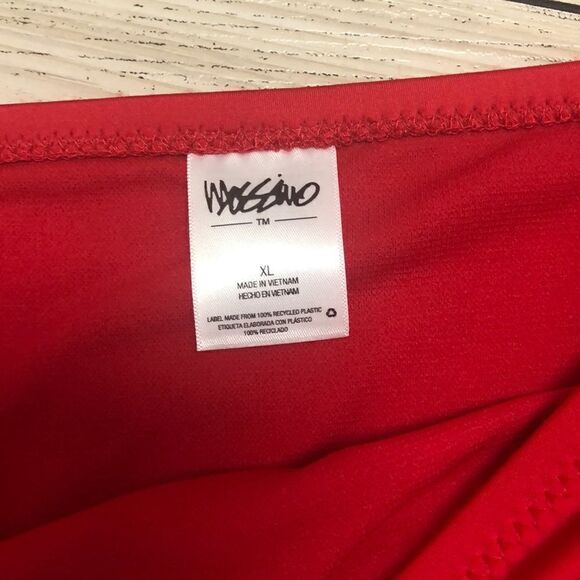 Mossimo
TM
XL
MADE IN VIETNAM
HECHO EN VIETNAM
LABEL MADE FROM 100% RECYCLED PLASTIC
ETIQUETA ELABORADA CON PLÁSTICO
100% RECICLADO